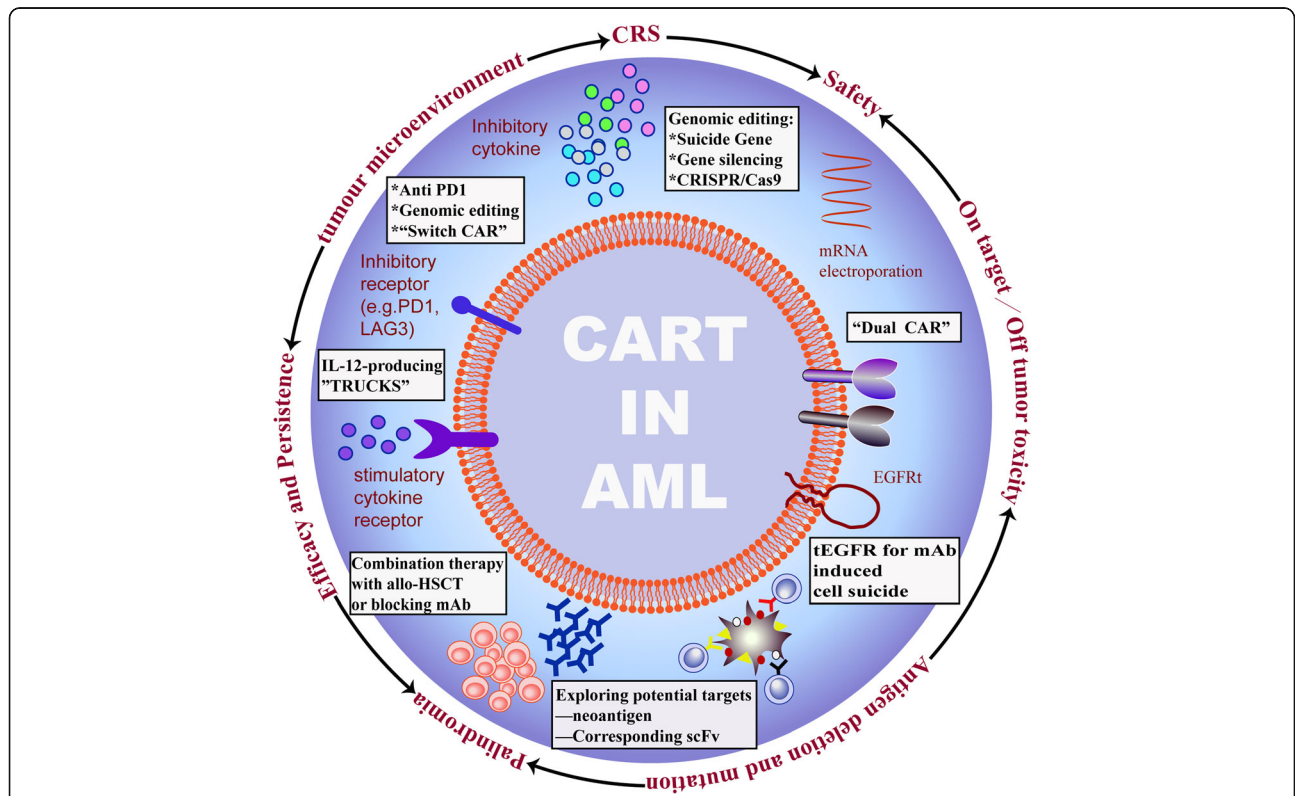 CRS
Safety
On target / Off tumor toxicity
Antigen deletion and mutation
Palindromia
Efficacy and Persistence
tumour microenvironment
Inhibitory
cytokine
Genomic editing:
*Suicide Gene
*Gene silencing
*CRISPR/Cas9
*Anti PD1
*Genomic editing
*“Switch CAR”
mRNA
electroporation
Inhibitory
receptor
(e.g.PD1,
LAG3)
“Dual CAR”
IL-12-producing
”TRUCKS”
CART
IN
AML
stimulatory
cytokine
receptor
EGFRt
tEGFR for mAb
induced
cell suicide
Combination therapy
with allo-HSCT
or blocking mAb
Exploring potential targets
—neoantigen
—Corresponding scFv